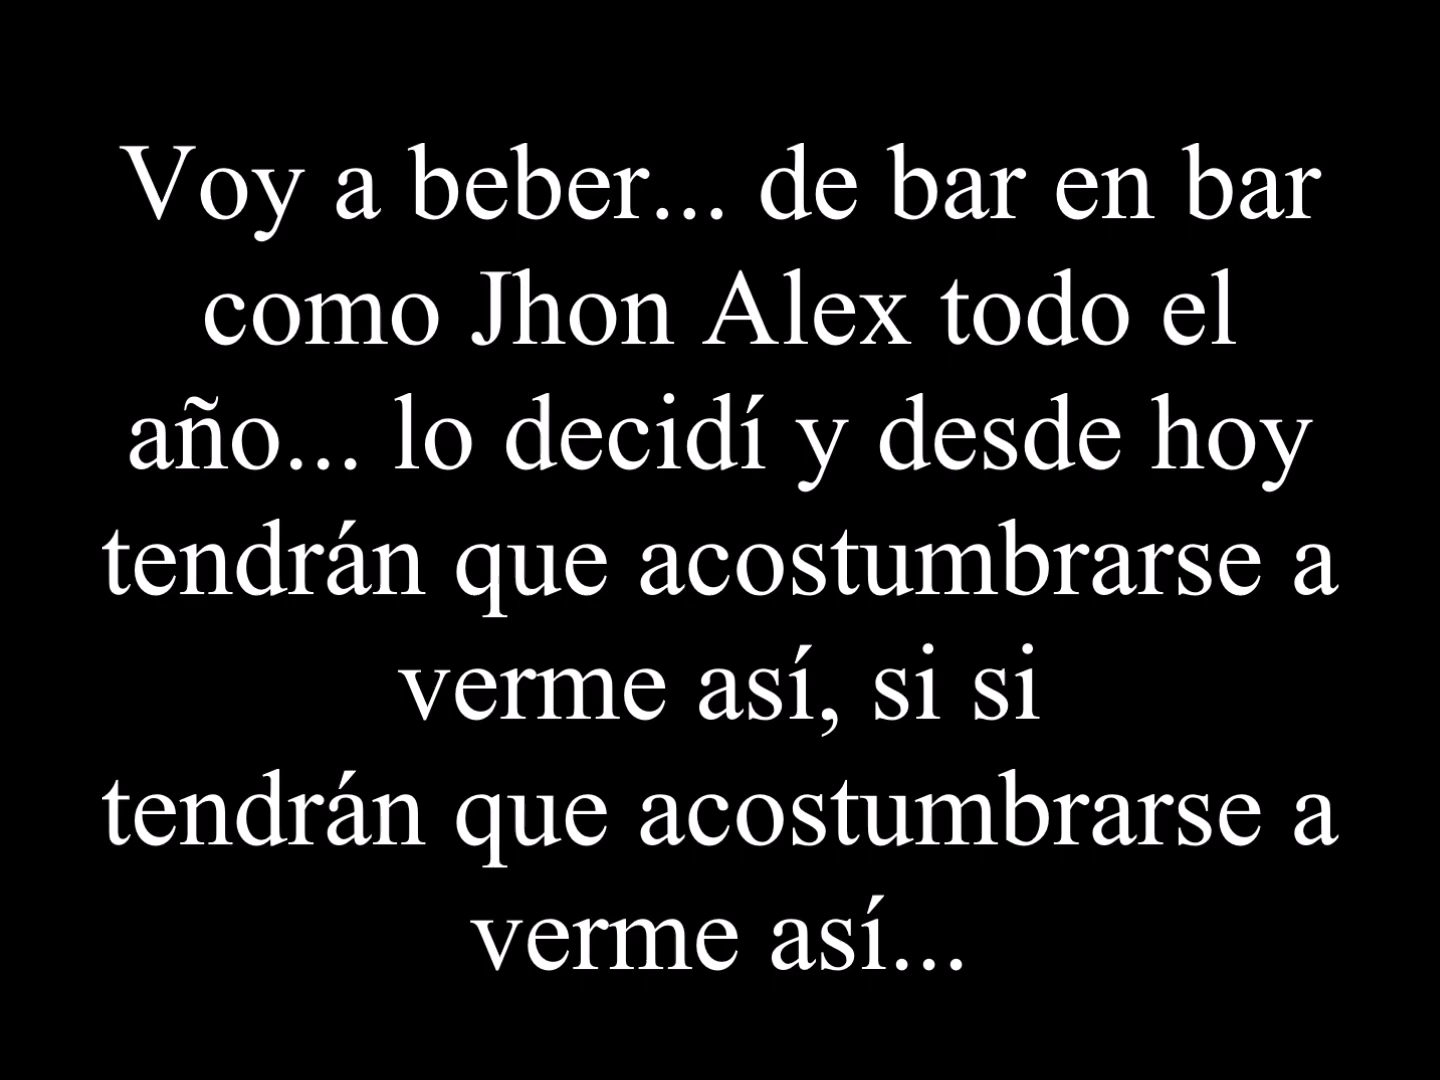 Voy a beber... de bar en bar
como Jhon Alex todo el
año... lo decidí y desde hoy
tendrán que acostumbrarse a
verme así, si si
tendrán que acostumbrarse a
verme así...